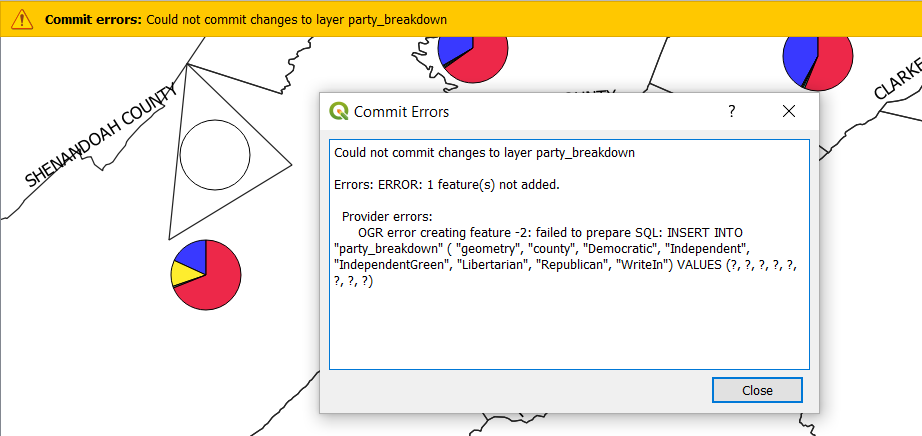 Commit errors: Could not commit changes to layer party_breakdown
SHENANDOAH COUNTY
CLARKE
Commit Errors
?
Could not commit changes to layer party_breakdown
Errors: ERROR: 1 feature(s) not added.
Provider errors:
OGR error creating feature -2: failed to prepare SQL: INSERT INTO
"party_breakdown" ( "geometry", "county", "Democratic", "Independent",
"IndependentGreen", "Libertarian", "Republican", "WriteIn") VALUES (?, ?, ?, ?, ?,
?, ?, ?)
Close